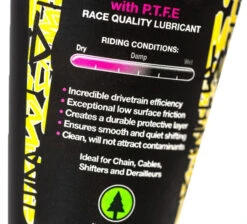 with P.T.F.E
RACE QUALITY LUBRICANT
RIDING CONDITIONS:
Dry Damp Wet
• Incredible drivetrain efficiency
• Exceptional low surface friction
• Creates a durable protective layer
• Ensures smooth and quiet shifting
• Clean, will not attract contaminants
Ideal for Chain, Cables,
Shifters and Derailleurs